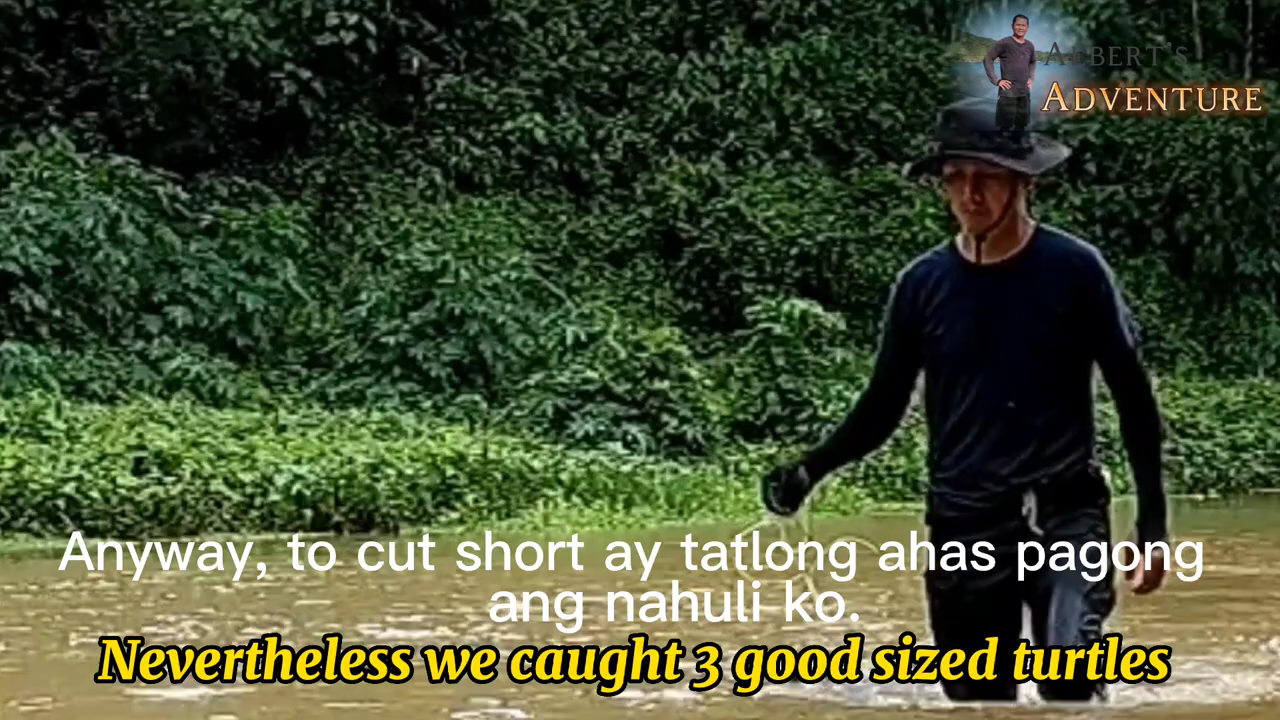 ALBERT'S
ADVENTURE
Anyway, to cut short ay tatlong ahas pagong
ang nahuli ko.
Nevertheless we caught 3 good sized turtles